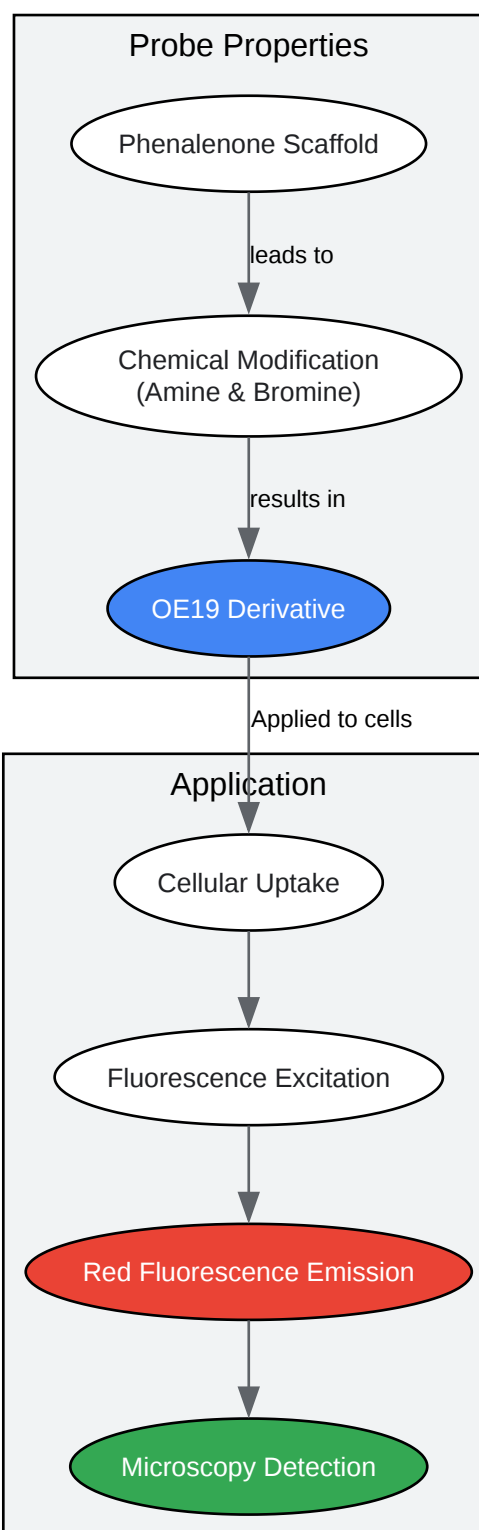 Probe Properties
Phenalenone Scaffold
leads to
Chemical Modification
(Amine & Bromine)
results in
OE19 Derivative
Applied to cells
Application
Cellular Uptake
Fluorescence Excitation
Red Fluorescence Emission
Microscopy Detection